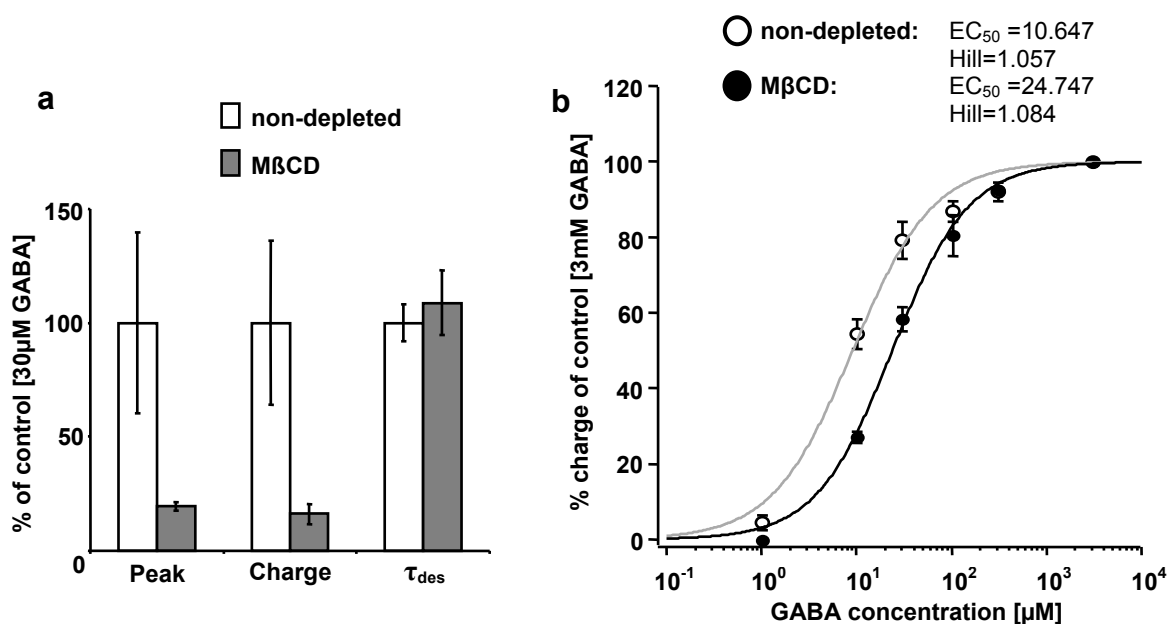 a
non-depleted
MßCD
% of control [30µM GABA]
150
100
50
0
Peak Charge τdes
b
non-depleted: EC50 =10.647
Hill=1.057
MβCD: EC50 =24.747
Hill=1.084
% charge of control [3mM GABA]
120
100
80
60
40
20
0
10-1 100 101 102 103 104
GABA concentration [µM]